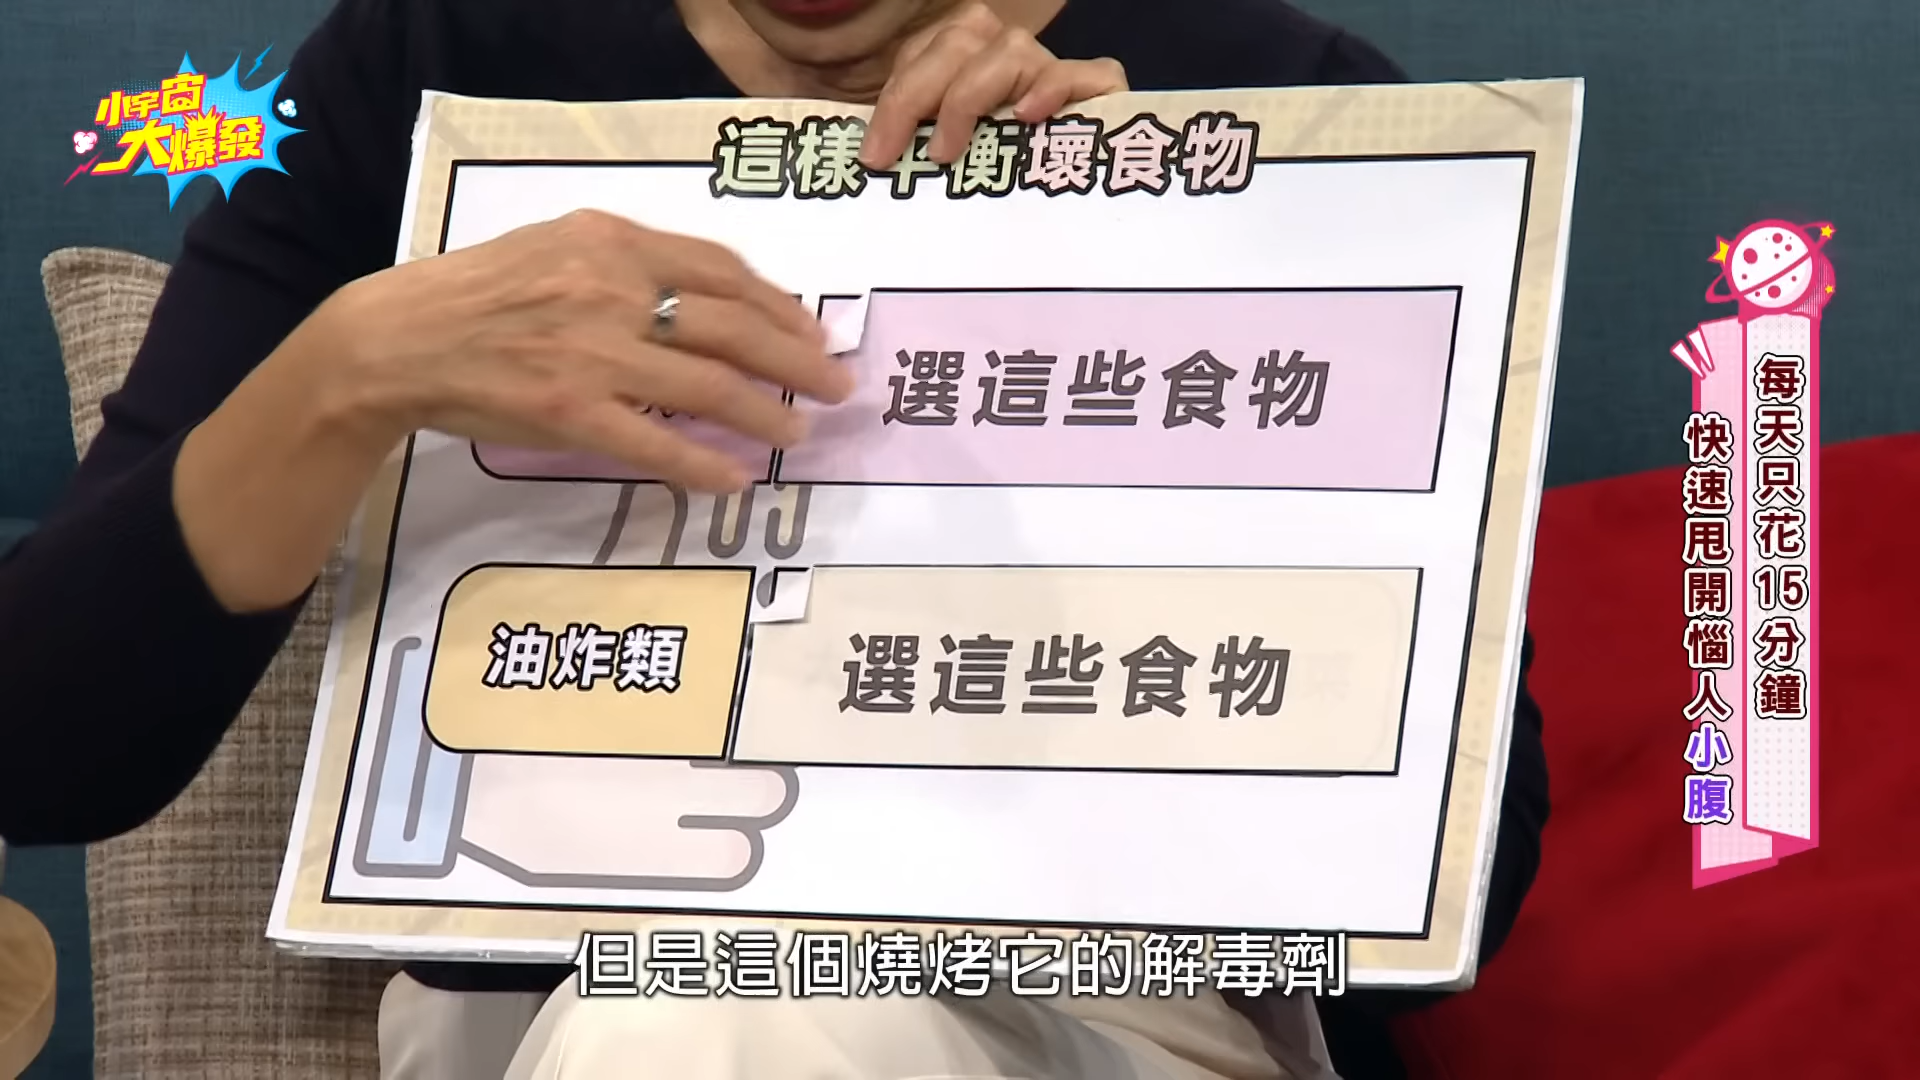 小宇宙
大爆發
這樣平衡壞食物
選這些食物
油炸類
選這些食物
每天只花15分鐘
快速甩開惱人小腹
但是這個燒烤它的解毒劑